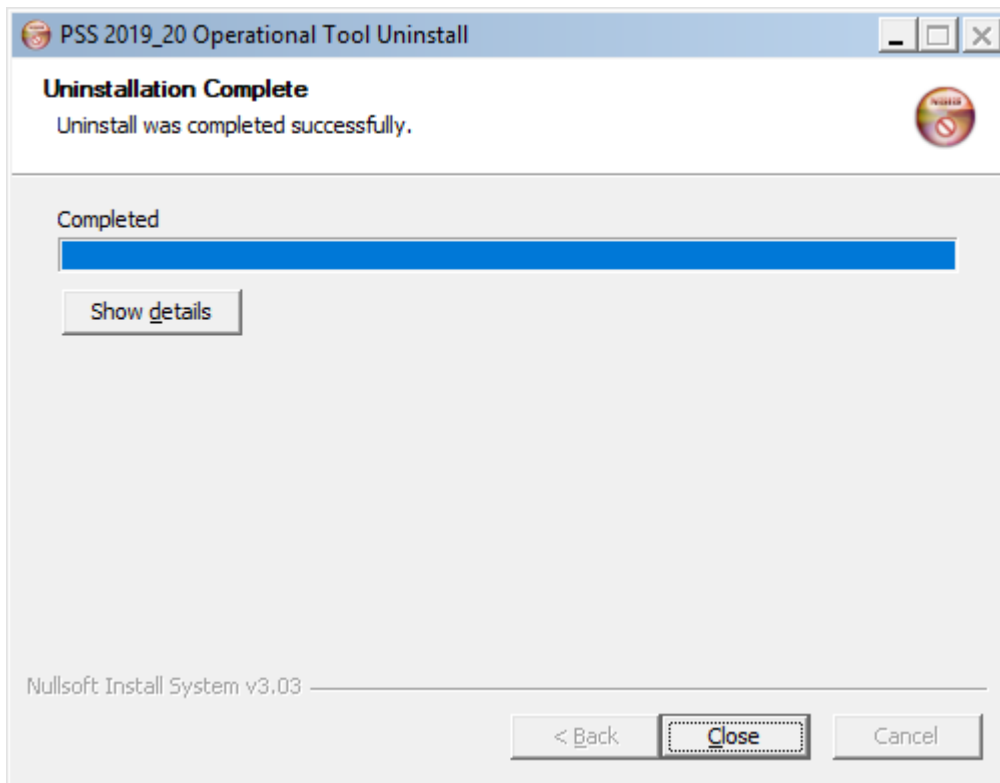 PSS 2019_20 Operational Tool Uninstall
Uninstallation Complete
Uninstall was completed successfully.
Completed
Show details
Nullsoft Install System v3.03
< Back
Close
Cancel